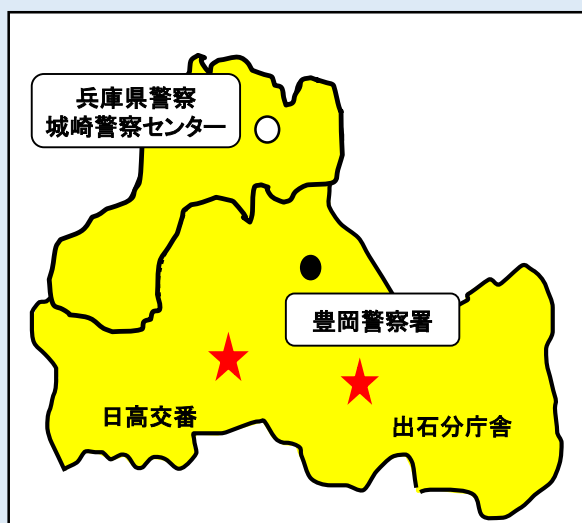 兵庫県警察
城崎警察センター
豊岡警察署
日高交番
出石分庁舎